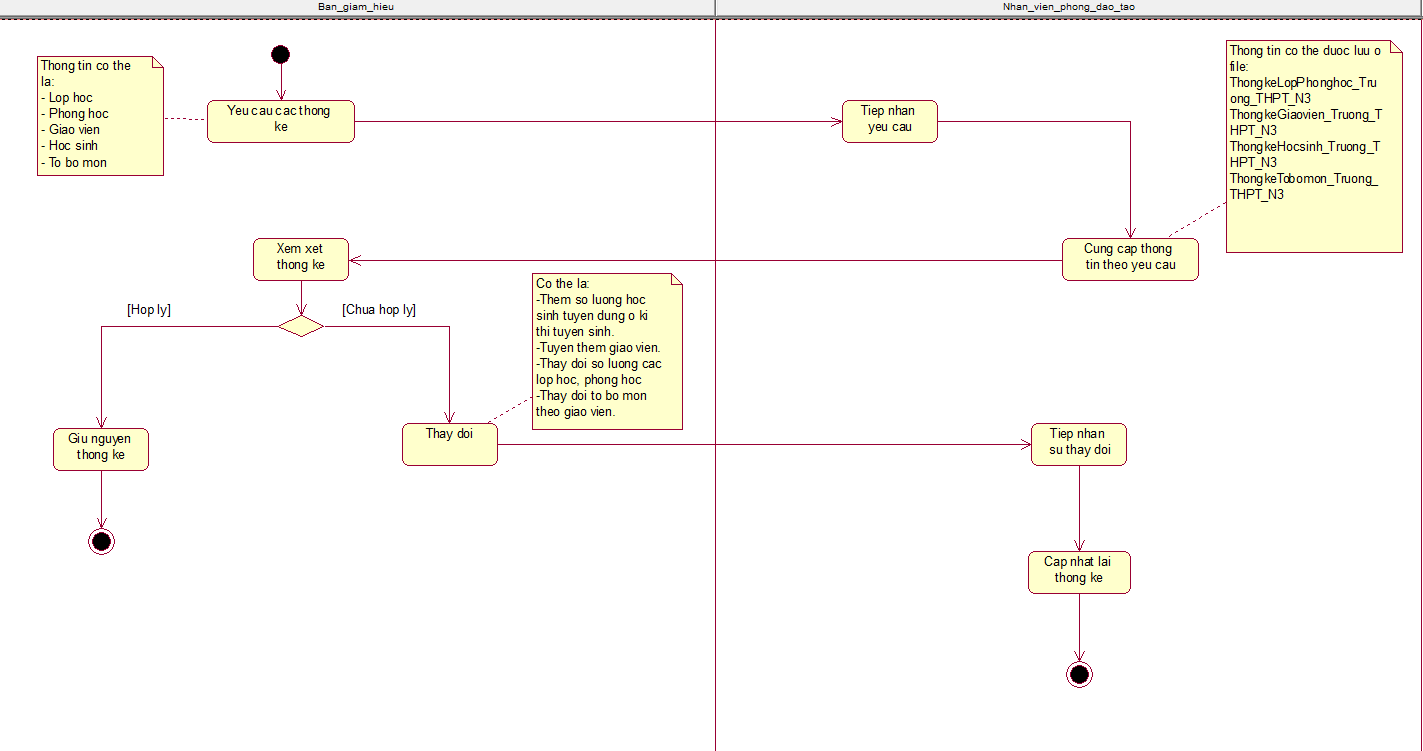 Ban_giam_hieu
Nhan_vien_phong_dao_tao
Thong tin co the
la:
- Lop hoc
- Phong hoc
- Giao vien
- Hoc sinh
- To bo mon
Yeu cau cac thong
ke
Tiep nhan
yeu cau
Thong tin co the duoc luu o
file:
ThongkeLopPhonghoc_Tru
ong_THPT_N3
ThongkeGiaovien_Truong_T
HPT_N3
ThongkeHocsinh_Truong_T
HPT_N3
ThongkeTobomon_Truong_
THPT_N3
Xem xet
thong ke
Cung cap thong
tin theo yeu cau
[Hop ly]
[Chua hop ly]
Co the la:
-Them so luong hoc
sinh tuyen dung o ki
thi tuyen sinh.
-Tuyen them giao vien.
-Thay doi so luong cac
lop hoc, phong hoc
-Thay doi to bo mon
theo giao vien.
Giu nguyen
thong ke
Thay doi
Tiep nhan
su thay doi
Cap nhat lai
thong ke